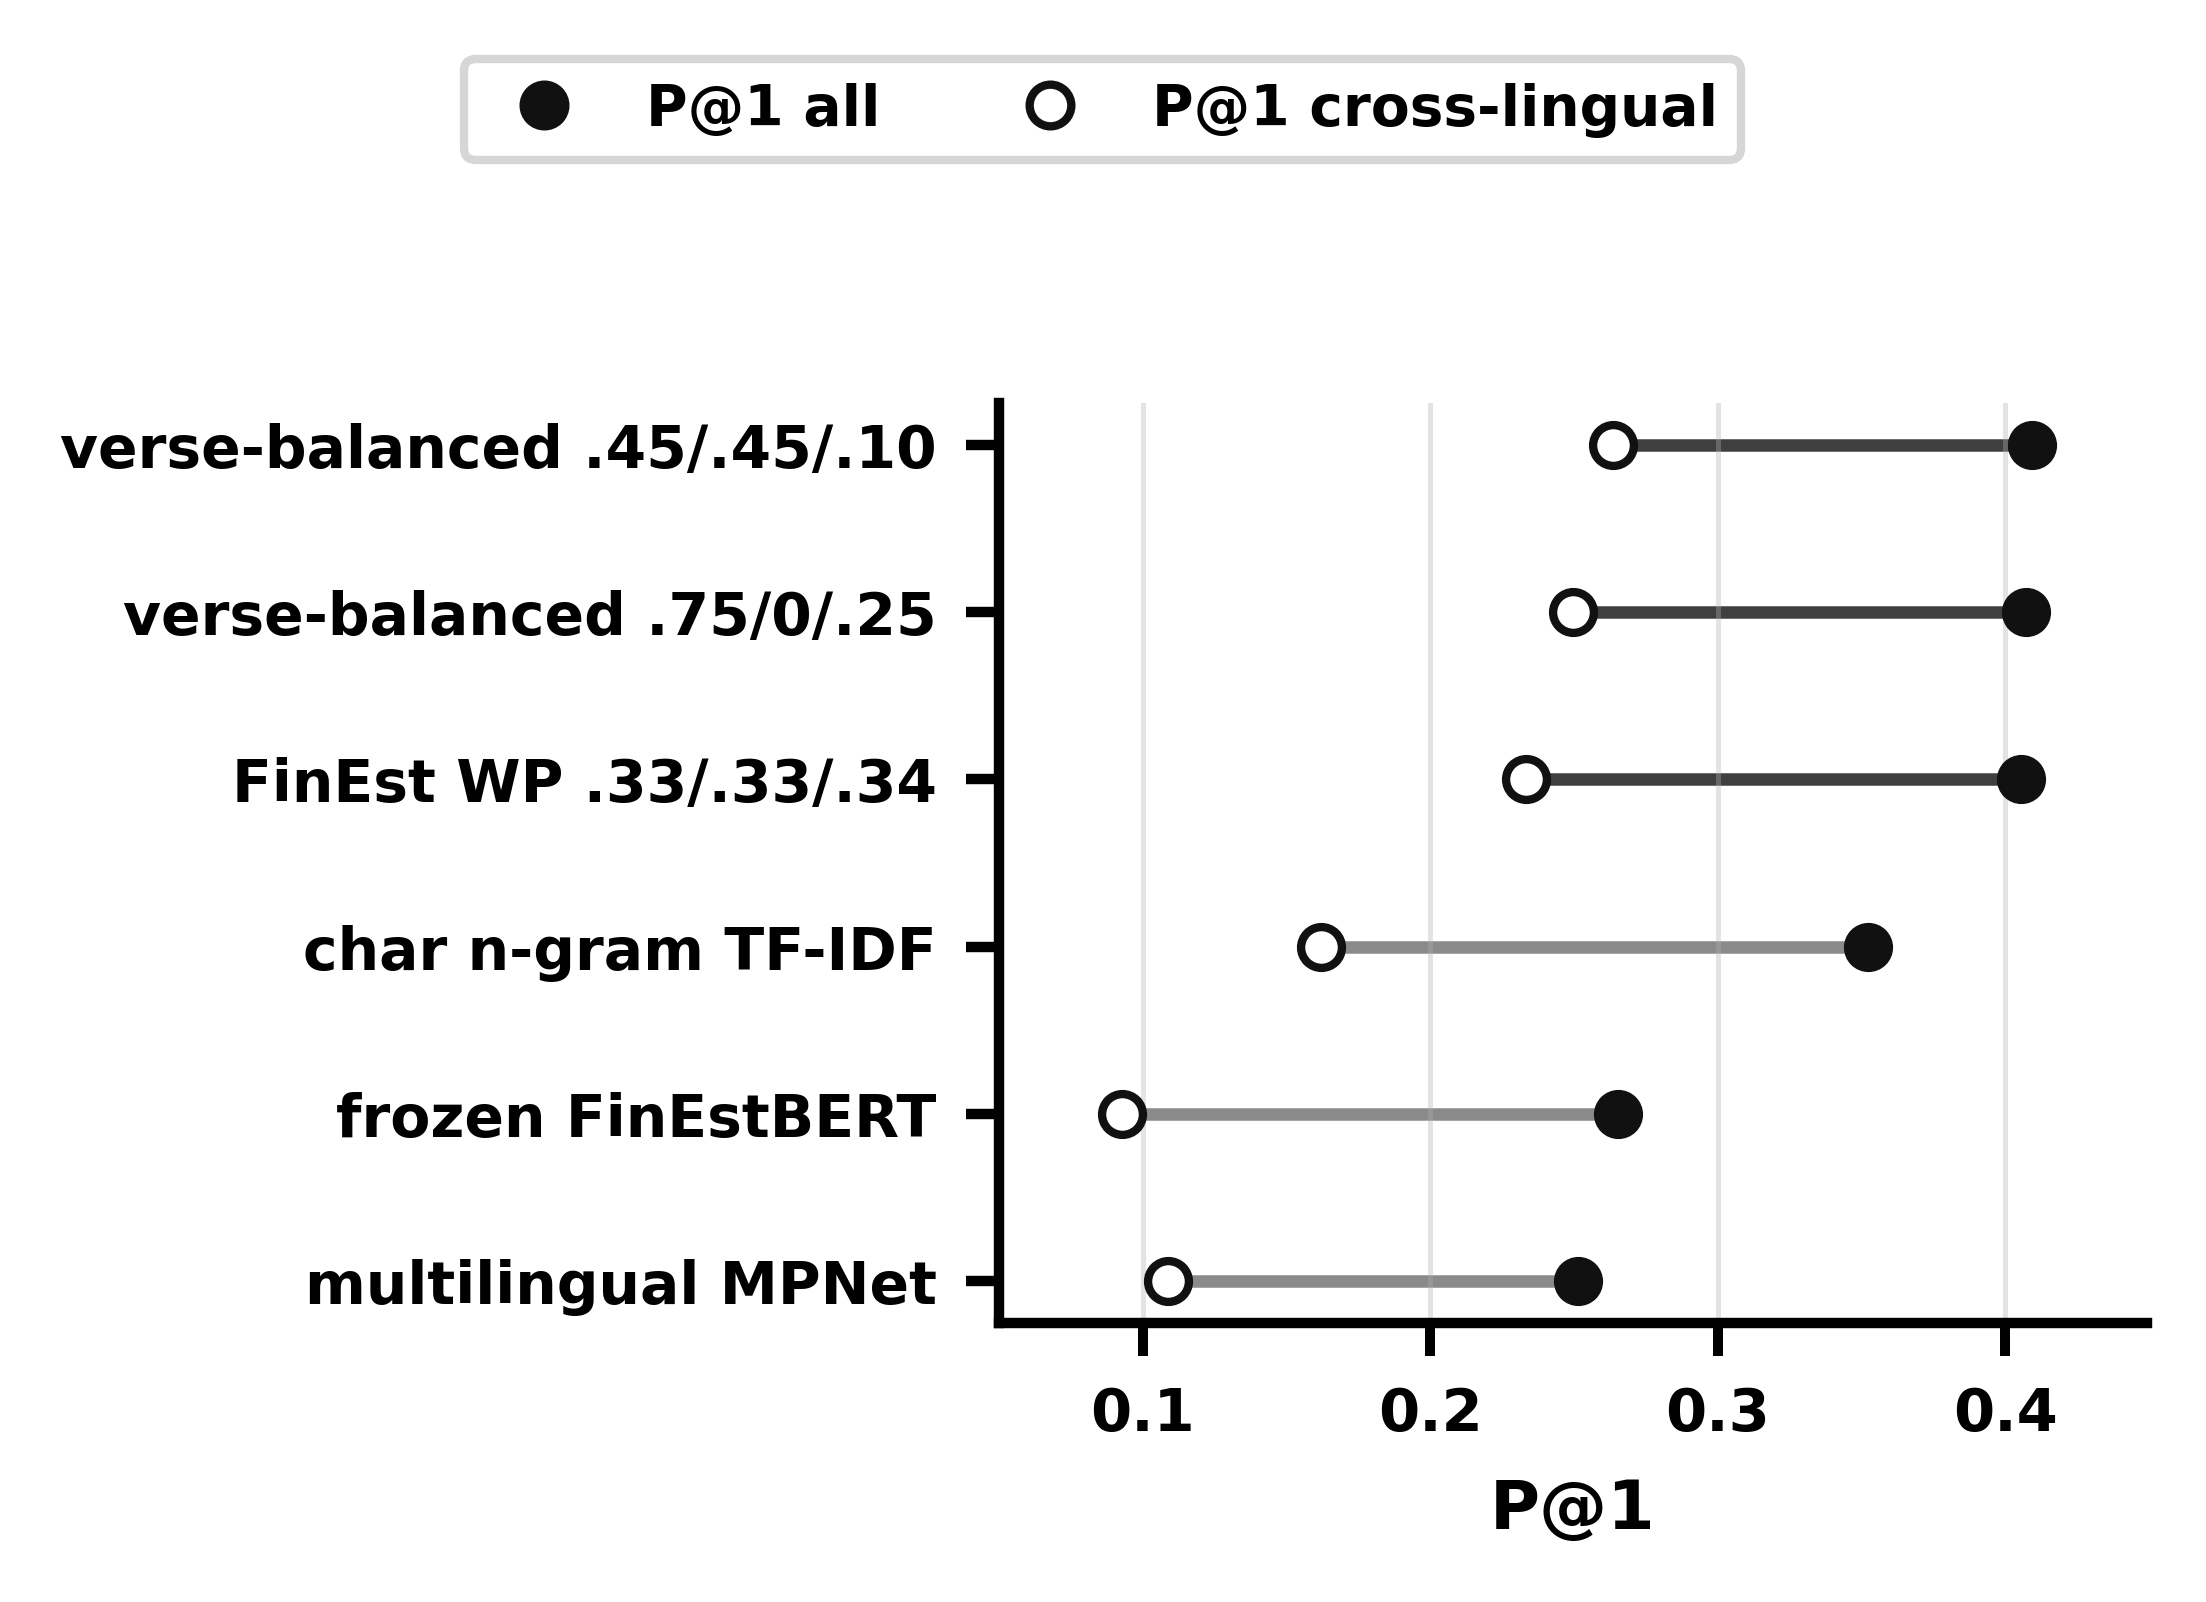 P@1 all P@1 cross-lingual
verse-balanced .45/.45/.10
verse-balanced .75/0/.25
FinEst WP .33/.33/.34
char n-gram TF-IDF
frozen FinEstBERT
multilingual MPNet
0.1 0.2 0.3 0.4
P@1